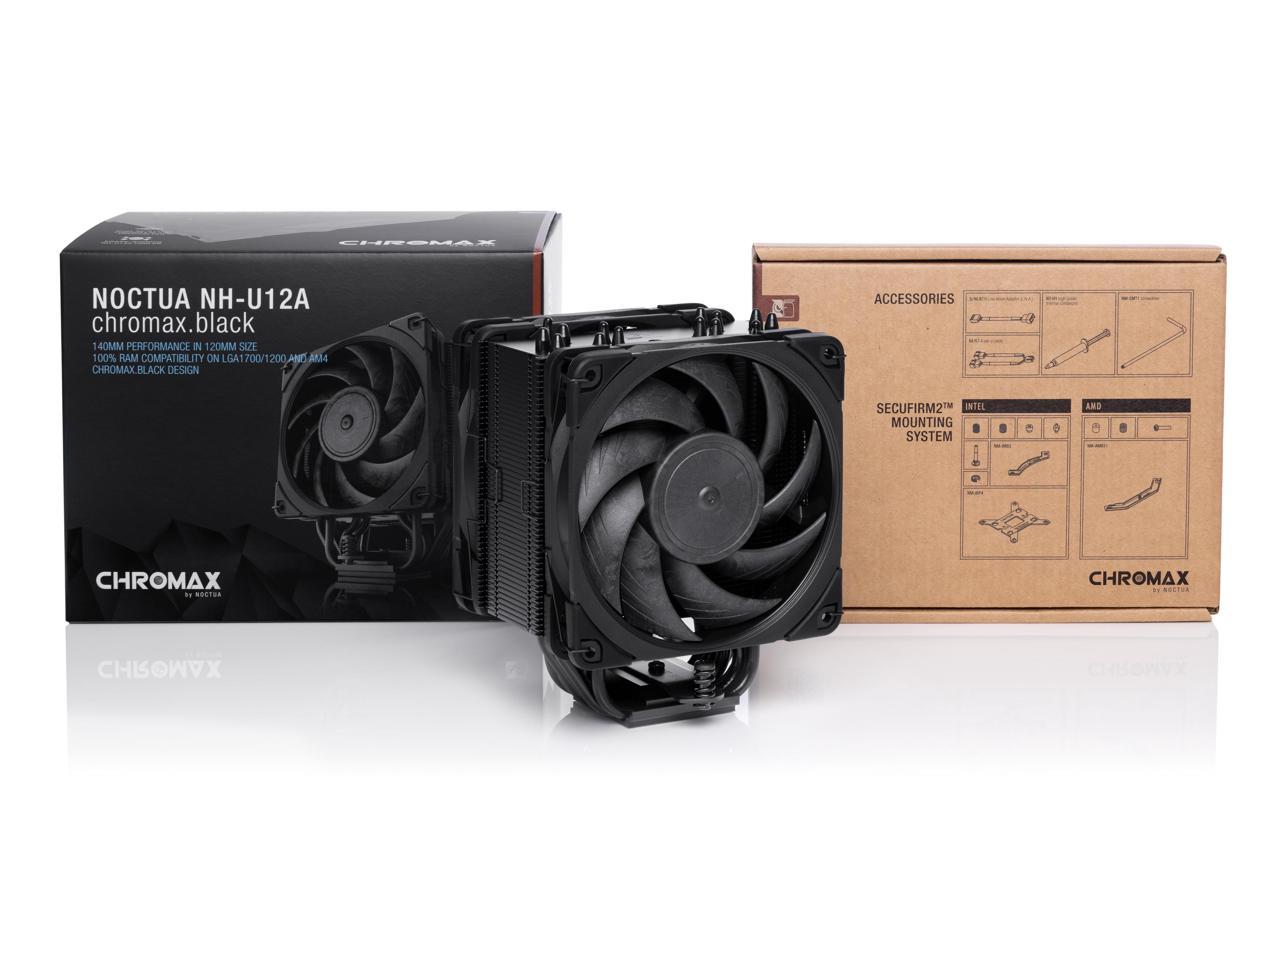 CHROMAX
NOCTUA NH-U12A
chromax.black
140MM PERFORMANCE IN 120MM SIZE
100% RAM COMPATIBILITY ON LGA1700/1200 AND AM4
CHROMAX.BLACK DESIGN
CHROMAX
by NOCTUA
ACCESSORIES
SECUFIRM2™
MOUNTING
SYSTEM
INTEL
AMD
CHROMAX
by NOCTUA